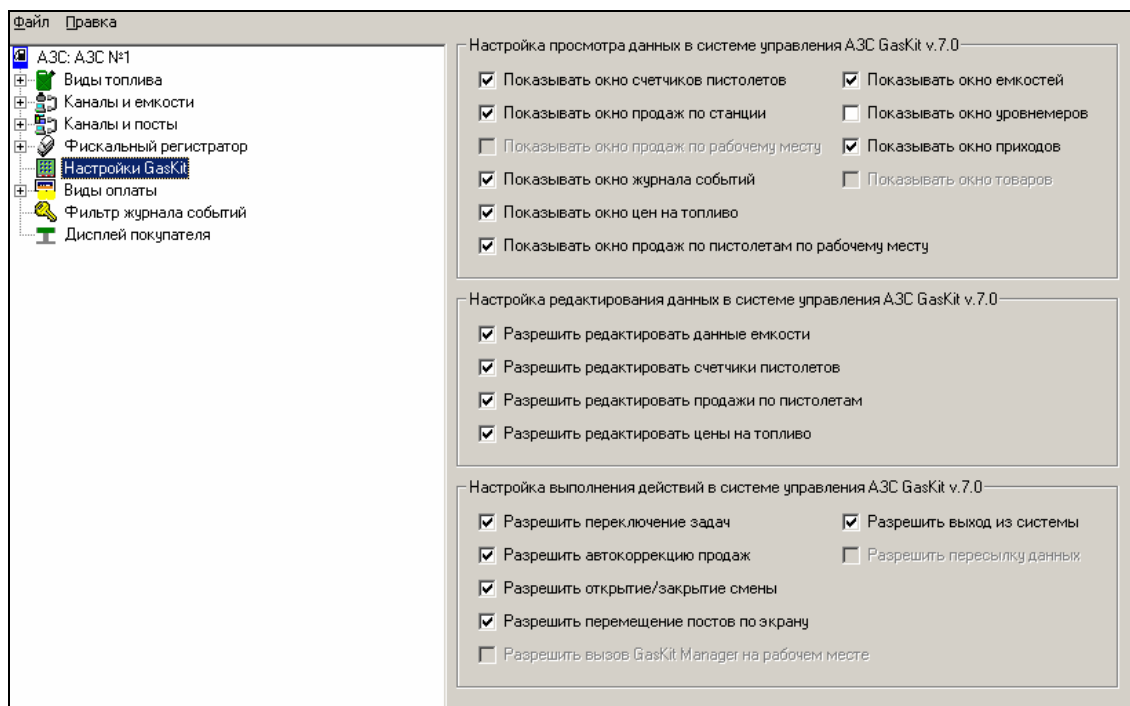 Файл Правка
АЗС: АЗС №1
Виды топлива
Каналы и емкости
Каналы и посты
Фискальный регистратор
Настройки GasKit
Виды оплаты
Фильтр журнала событий
Дисплей покупателя
Настройка просмотра данных в системе управления АЗС GasKit v.7.0
Показывать окно счетчиков пистолетов Показывать окно емкостей
Показывать окно продаж по станции Показывать окно уровнемеров
Показывать окно продаж по рабочему месту Показывать окно приходов
Показывать окно журнала событий Показывать окно товаров
Показывать окно цен на топливо
Показывать окно продаж по пистолетам по рабочему месту
Настройка редактирования данных в системе управления АЗС GasKit v.7.0
Разрешить редактировать данные емкости
Разрешить редактировать счетчики пистолетов
Разрешить редактировать продажи по пистолетам
Разрешить редактировать цены на топливо
Настройка выполнения действий в системе управления АЗС GasKit v.7.0
Разрешить переключение задач Разрешить выход из системы
Разрешить автокоррекцию продаж Разрешить пересылку данных
Разрешить открытие/закрытие смены
Разрешить перемещение постов по экрану
Разрешить вызов GasKit Manager на рабочем месте